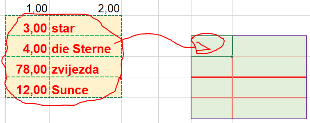 1,00 2,00
3,00 star
4,00 die Sterne
78,00 zvijezda
12,00 Sunce